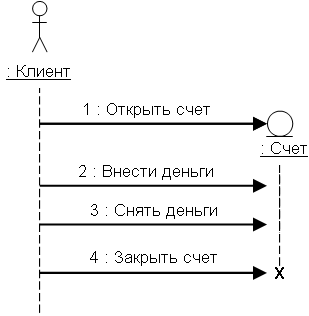 : Клиент
1 : Открыть счет
: Счет
2 : Внести деньги
3 : Снять деньги
4 : Закрыть счет
X